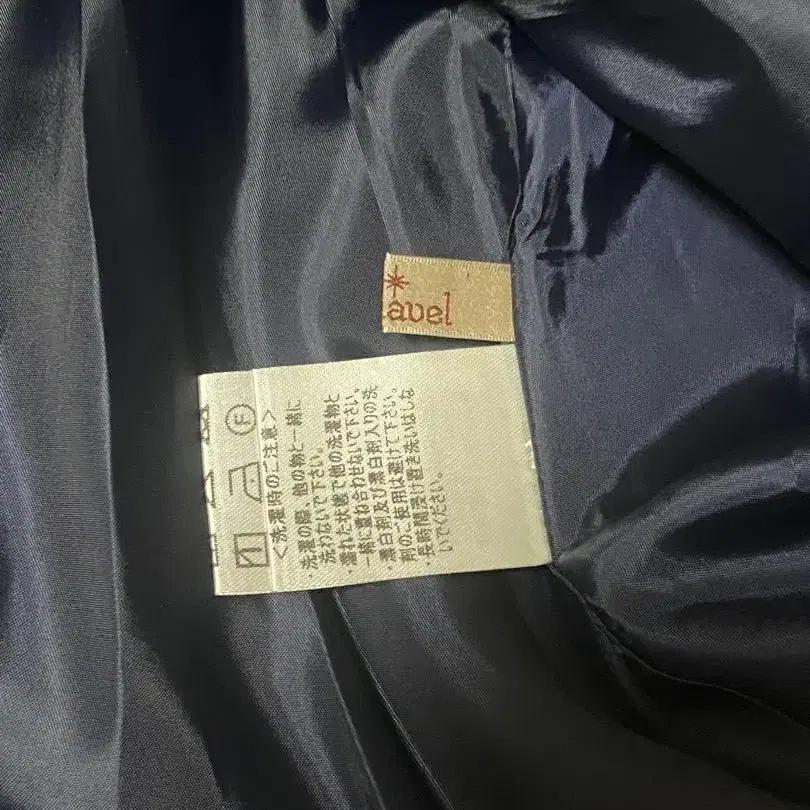 avel
F
<洗濯時のご注意>
・洗濯の際、他の物と一緒に
洗わないで下さい。
・濡れた状態で他の洗濯物と
一緒に重ね合わせないで下さい。
・漂白剤及び漂白剤入りの洗
剤のご使用は避けて下さい。
・長時間受け置き洗いはしな
いでください。